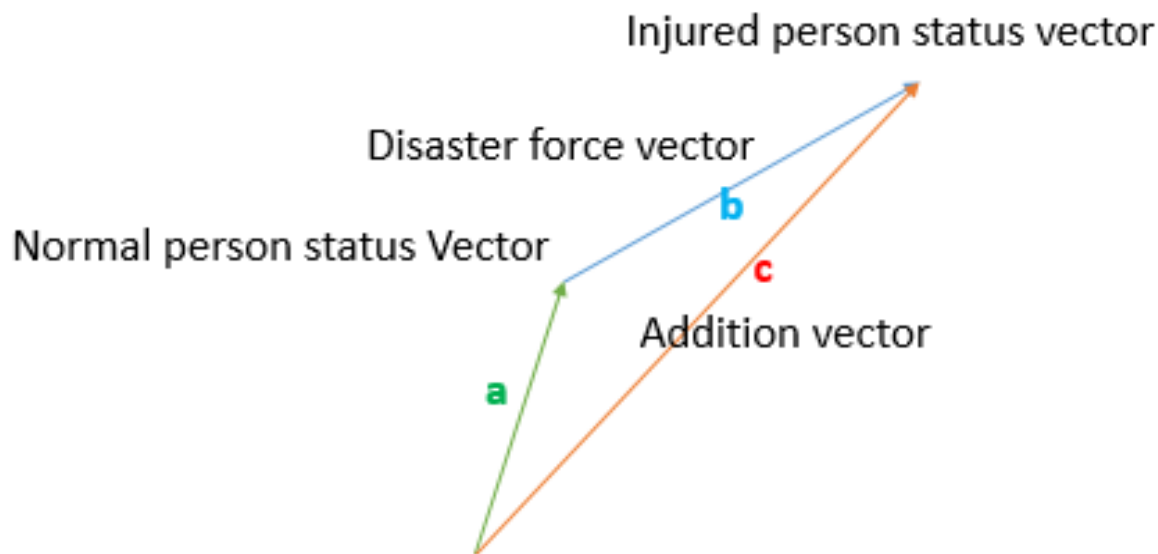 Injured person status vector
Disaster force vector
b
Normal person status Vector
c
Addition vector
a